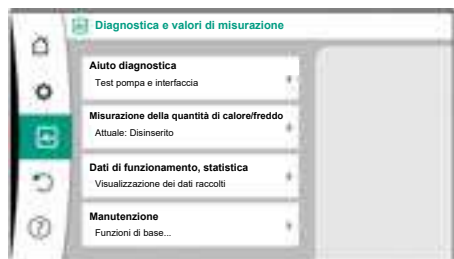 Diagnostica e valori di misurazione
Aiuto diagnostica
Test pompa e interfaccia
Misurazione della quantità di calore/freddo
Attuale: Disinserito
Dati di funzionamento, statistica
Visualizzazione dei dati raccolti
Manutenzione
Funzioni di base...